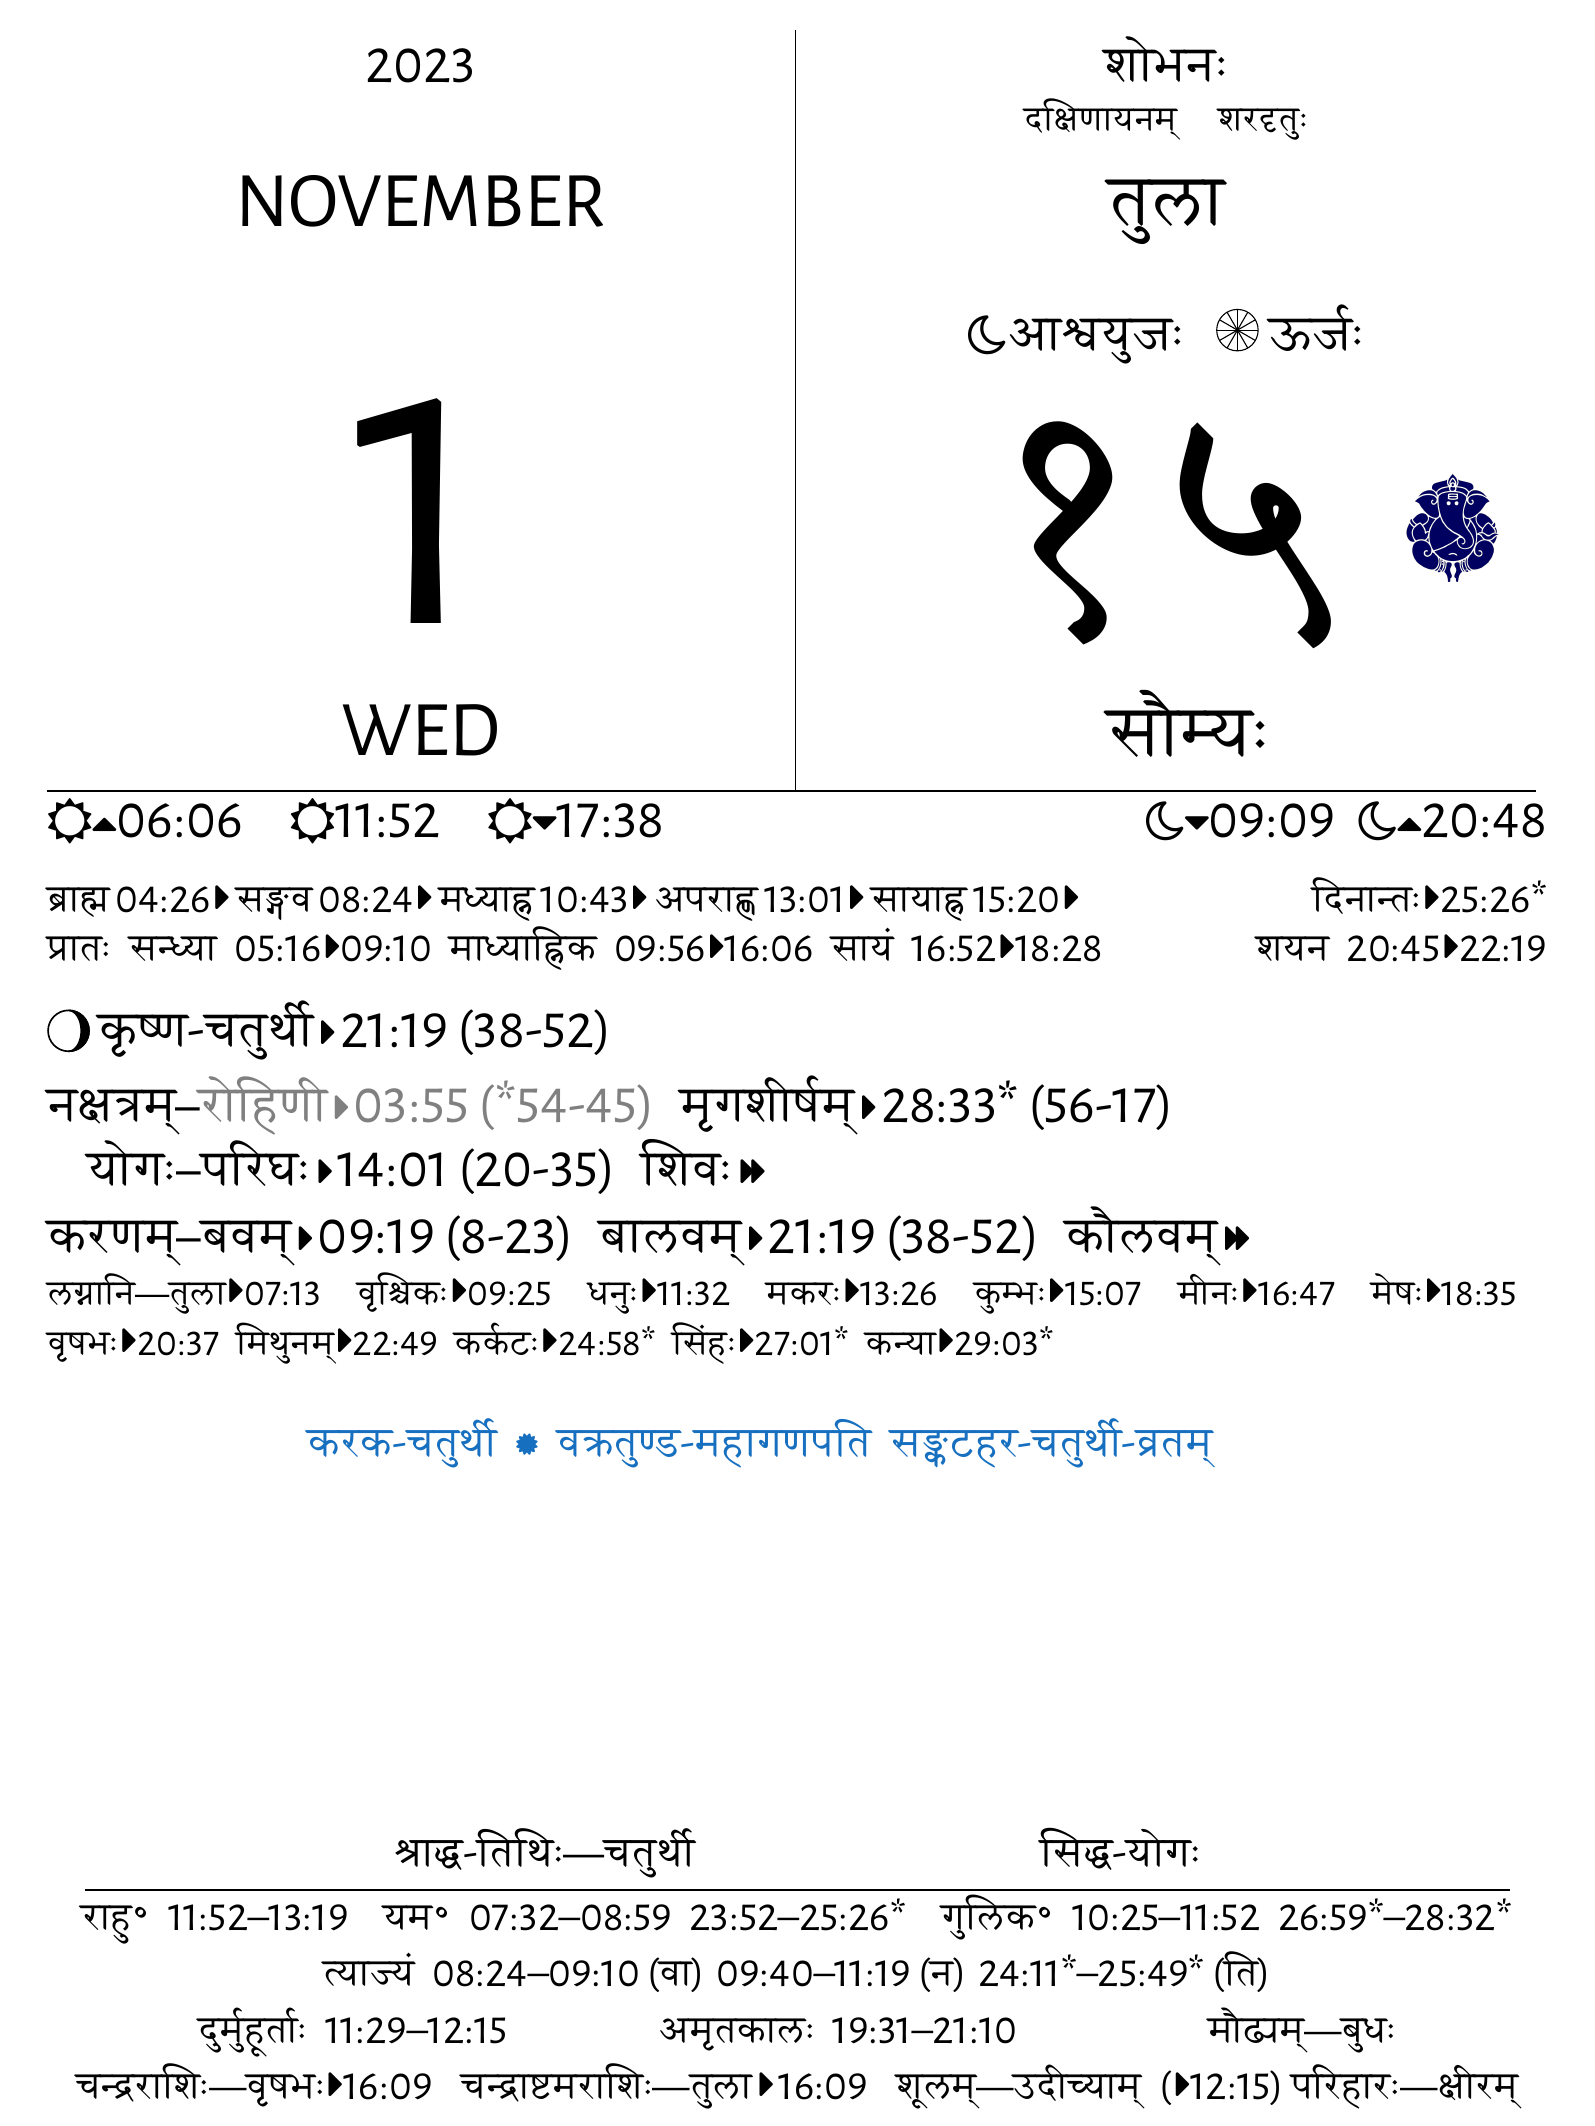 2023
NOVEMBER
1
WED
शोभनः
दक्षिणायनम् शरदृतुः
तुला
आश्वयुजः ऊर्जः
१५
सौम्यः
06:06 11:52 17:38 09:09 20:48
ब्राह्म 04:26 सङ्गव 08:24 मध्याह्न 10:43 अपराह्ण 13:01 सायाह्न 15:20 दिनान्तः 25:26*
प्रातः सन्ध्या 05:16 09:10 माध्याह्निक 09:56 16:06 सायं 16:52 18:28 शयन 20:45 22:19
कृष्ण-चतुर्थी 21:19 (38-52)
नक्षत्रम्–रोहिणी 03:55 (*54-45) मृगशीर्षम् 28:33* (56-17)
योगः–परिघः 14:01 (20-35) शिवः
करणम्–बवम् 09:19 (8-23) बालवम् 21:19 (38-52) कौलवम्
लग्नानि—तुला 07:13 वृश्चिकः 09:25 धनुः 11:32 मकरः 13:26 कुम्भः 15:07 मीनः 16:47 मेषः 18:35
वृषभः 20:37 मिथुनम् 22:49 कर्कटः 24:58* सिंहः 27:01* कन्या 29:03*
करक-चतुर्थी ✹ वक्रतुण्ड-महागणपति सङ्कटहर-चतुर्थी-व्रतम्
श्राद्ध-तिथिः—चतुर्थी सिद्ध-योगः
राहु॰ 11:52–13:19 यम॰ 07:32–08:59 23:52–25:26* गुलिक॰ 10:25–11:52 26:59*–28:32*
त्याज्यं 08:24–09:10 (वा) 09:40–11:19 (न) 24:11*–25:49* (ति)
दुर्मुहूर्ताः 11:29–12:15 अमृतकालः 19:31–21:10 मौढ्यम्—बुधः
चन्द्रराशिः—वृषभः 16:09 चन्द्राष्टमराशिः—तुला 16:09 शूलम्—उदीच्याम् (12:15) परिहारः—क्षीरम्